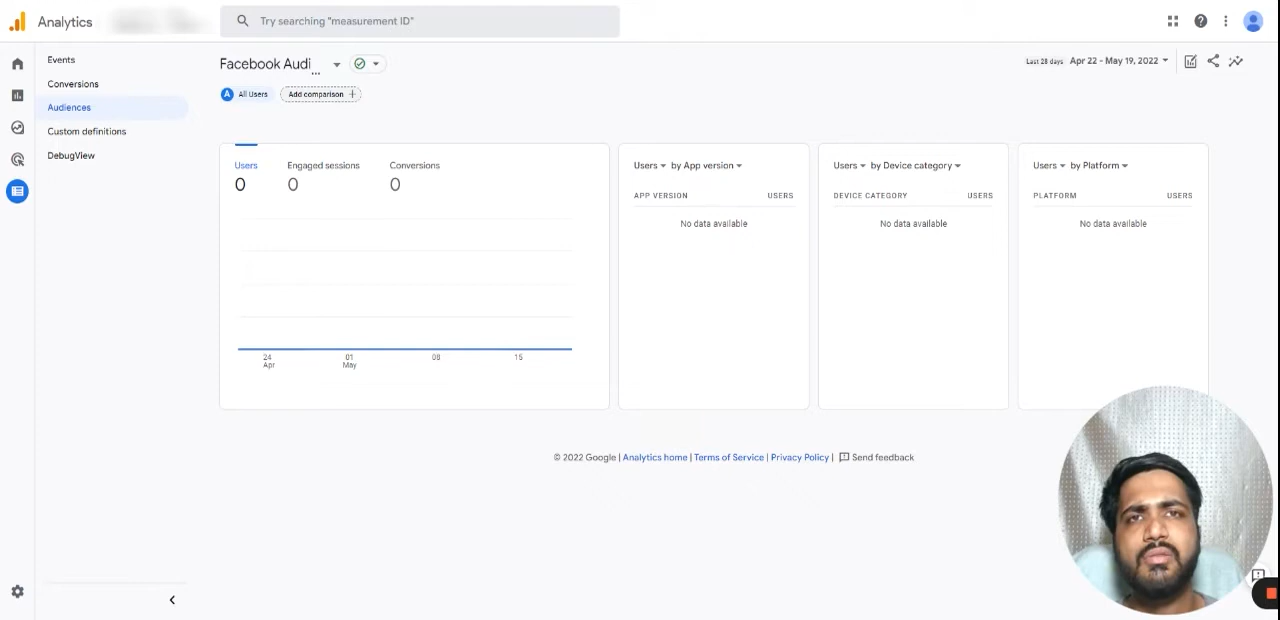 Analytics
Try searching "measurement ID"
Events
Conversions
Audiences
Custom definitions
DebugView
Facebook Audi...
Last 28 days Apr 22 - May 19, 2022
A All Users
Add comparison +
Users
0
Engaged sessions
0
Conversions
0
24 Apr
01 May
08
15
Users by App version
APP VERSION USERS
No data available
Users by Device category
DEVICE CATEGORY USERS
No data available
Users by Platform
PLATFORM USERS
No data available
© 2022 Google | Analytics home | Terms of Service | Privacy Policy | Send feedback